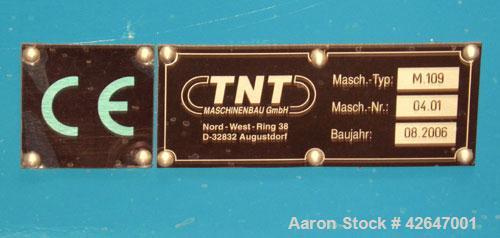 CE
TNT
MASCHINENBAU GmbH
Nord-West-Ring 38
D-32832 Augustdorf
Masch.-Typ: M.109
Masch.-Nr.: 04.01
Baujahr: 08.2006
Aaron Stock # 42647001